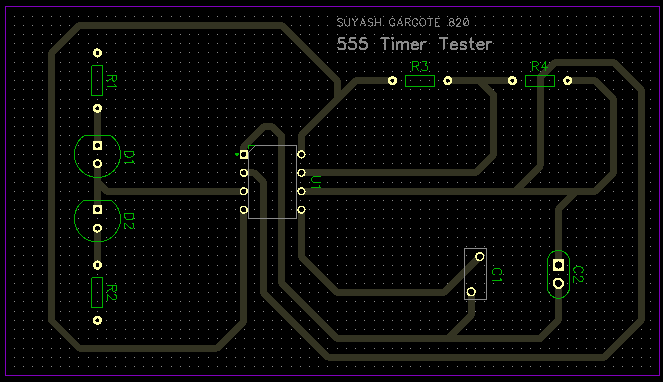 SUYASH.GARGOTE 820
555 Timer Tester
R3
R4
R1
D1
U1
D2
C1
C2
R2